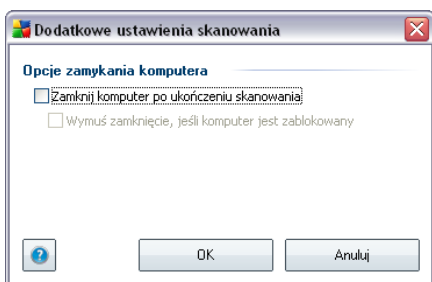 Dodatkowe ustawienia skanowania
Opcje zamykania komputera
Zamknij komputer po ukończeniu skanowania
Wymuś zamknięcie, jeśli komputer jest zablokowany
OK Anuluj